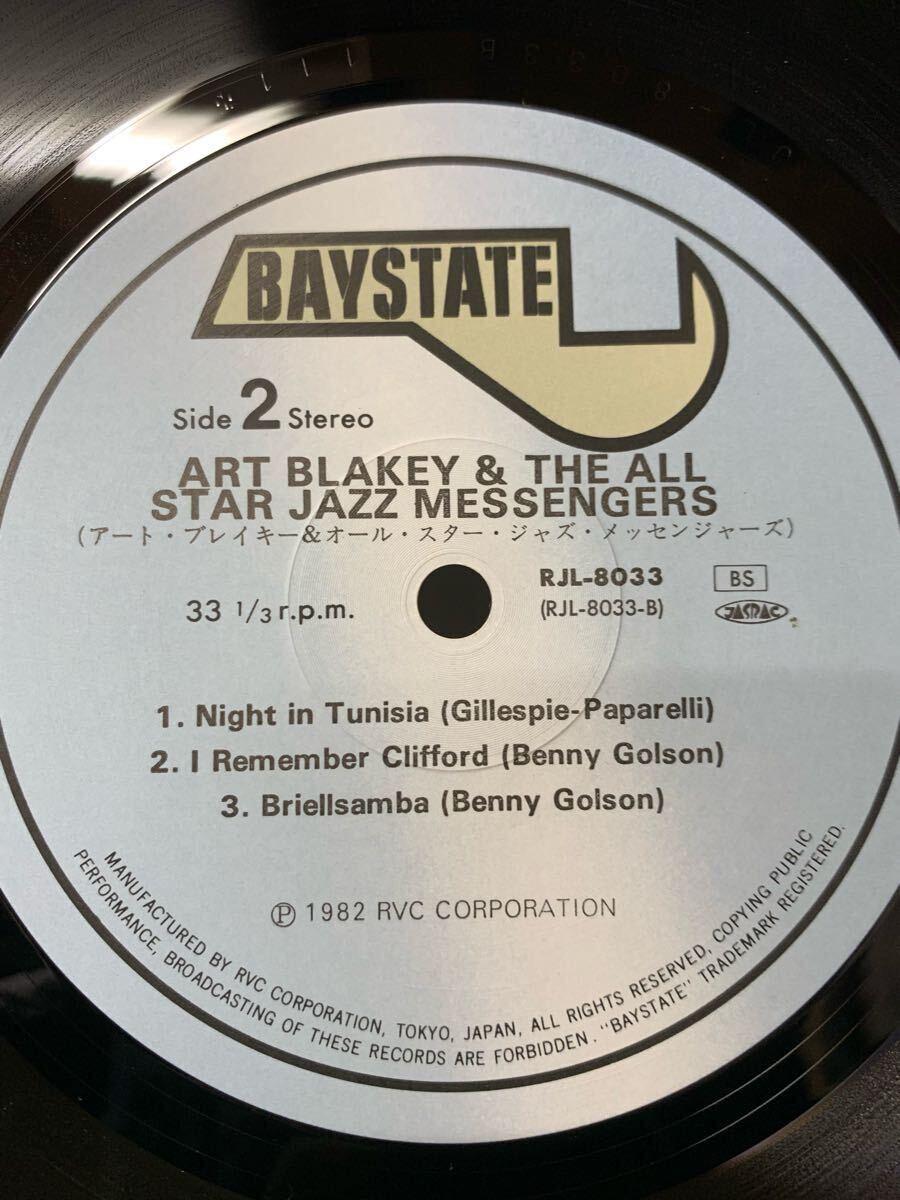 BAYSTATE
Side 2 Stereo
ART BLAKEY & THE ALL
STAR JAZZ MESSENGERS
(アート・ブレイキー&オール・スター・ジャズ・メッセンジャーズ)
33 1/3 r.p.m.
RJL-8033
(RJL-8033-B)
BS
JASRAC
1. Night in Tunisia (Gillespie-Paparelli)
2. I Remember Clifford (Benny Golson)
3. Briellsamba (Benny Golson)
Ⓟ 1982 RVC CORPORATION
MANUFACTURED BY RVC CORPORATION, TOKYO, JAPAN, ALL RIGHTS RESERVED, COPYING PUBLIC
PERFORMANCE, BROADCASTING OF THESE RECORDS ARE FORBIDDEN. "BAYSTATE" TRADEMARK REGISTERED.